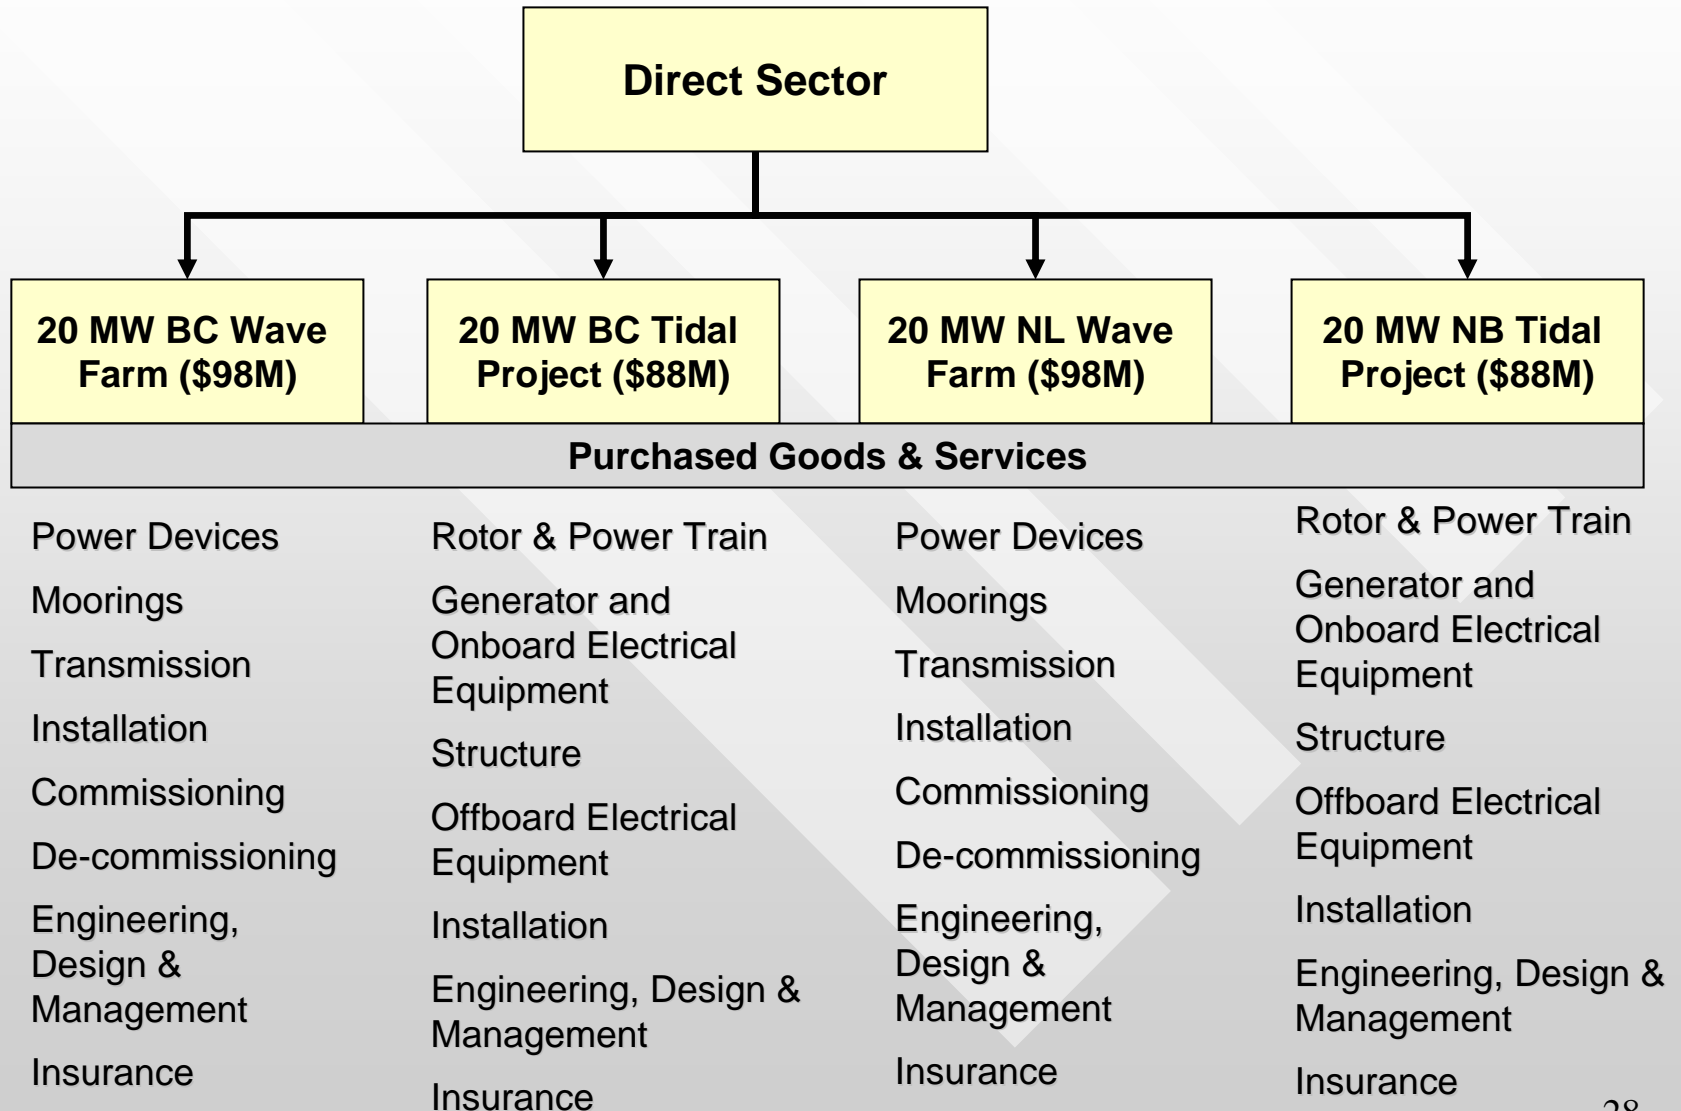 Direct Sector
20 MW BC Wave
Farm ($98M)
20 MW BC Tidal
Project ($88M)
20 MW NL Wave
Farm ($98M)
20 MW NB Tidal
Project ($88M)
Purchased Goods & Services
Power Devices
Moorings
Transmission
Installation
Commissioning
De-commissioning
Engineering,
Design &
Management
Insurance
Rotor & Power Train
Generator and
Onboard Electrical
Equipment
Structure
Offboard Electrical
Equipment
Installation
Engineering, Design &
Management
Insurance
Power Devices
Moorings
Transmission
Installation
Commissioning
De-commissioning
Engineering,
Design &
Management
Insurance
Rotor & Power Train
Generator and
Onboard Electrical
Equipment
Structure
Offboard Electrical
Equipment
Installation
Engineering, Design &
Management
Insurance
28